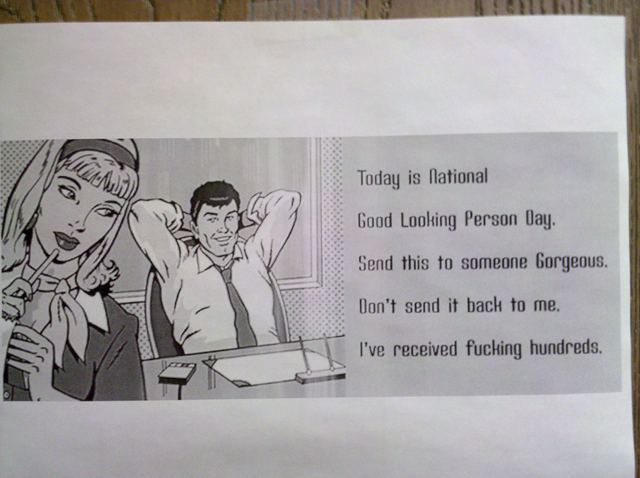 Today is National
Good Looking Person Day.
Send this to someone Gorgeous.
Don't send it back to me.
I've received fucking hundreds.